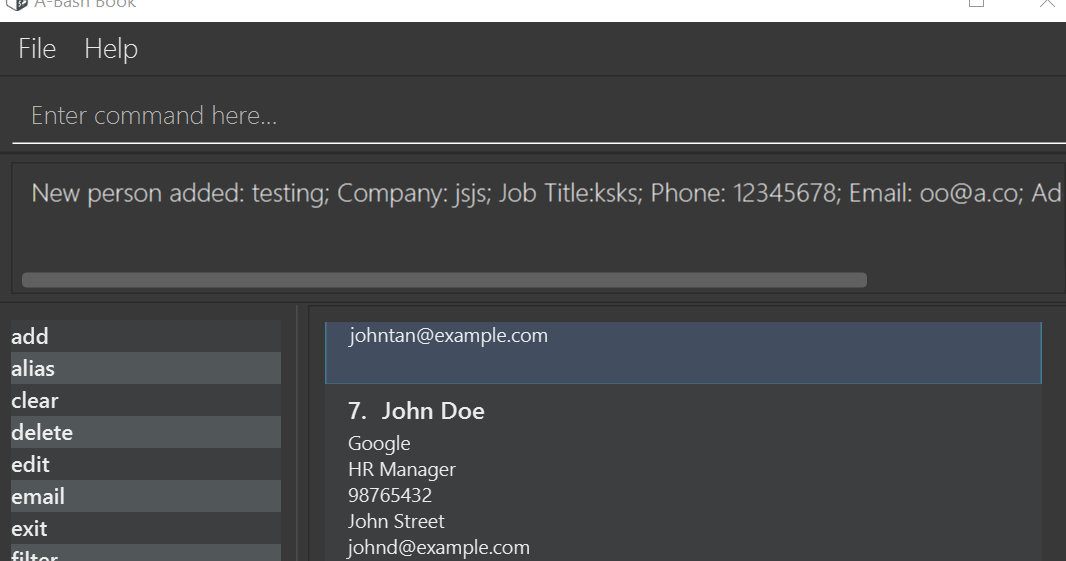 A-Bash Book
File Help
Enter command here...
New person added: testing; Company: jsjs; Job Title:ksks; Phone: 12345678; Email: oo@a.co; Ad
add
alias
clear
delete
edit
email
exit
filter
johntan@example.com
7. John Doe
Google
HR Manager
98765432
John Street
johnd@example.com